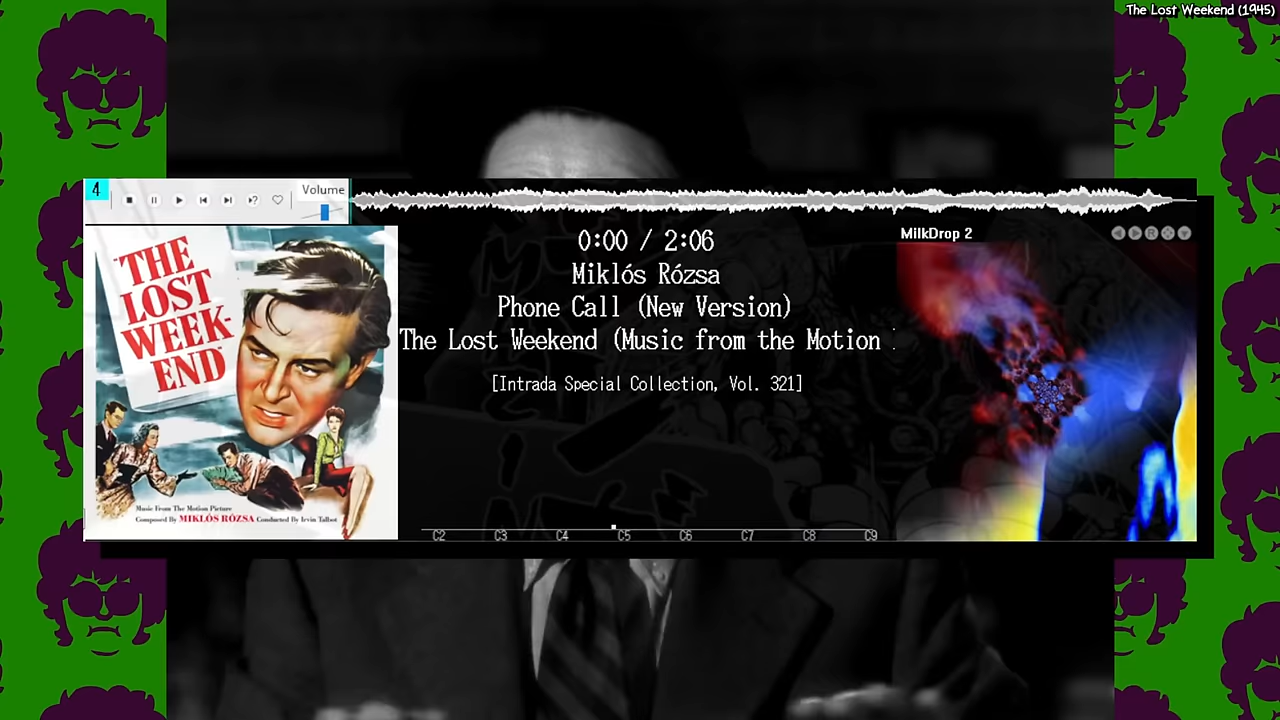 The Lost Weekend (1945)
4
Volume
0:00 / 2:06
Miklós Rózsa
Phone Call (New Version)
The Lost Weekend (Music from the Motion
[Intrada Special Collection, Vol. 321]
MilkDrop 2
"THE
LOST
WEEK-
END"
Music From The Motion Picture
Composed By MIKLÓS RÓZSA Conducted By Irvin Talbot
C2 C3 C4 C5 C6 C7 C8 C9